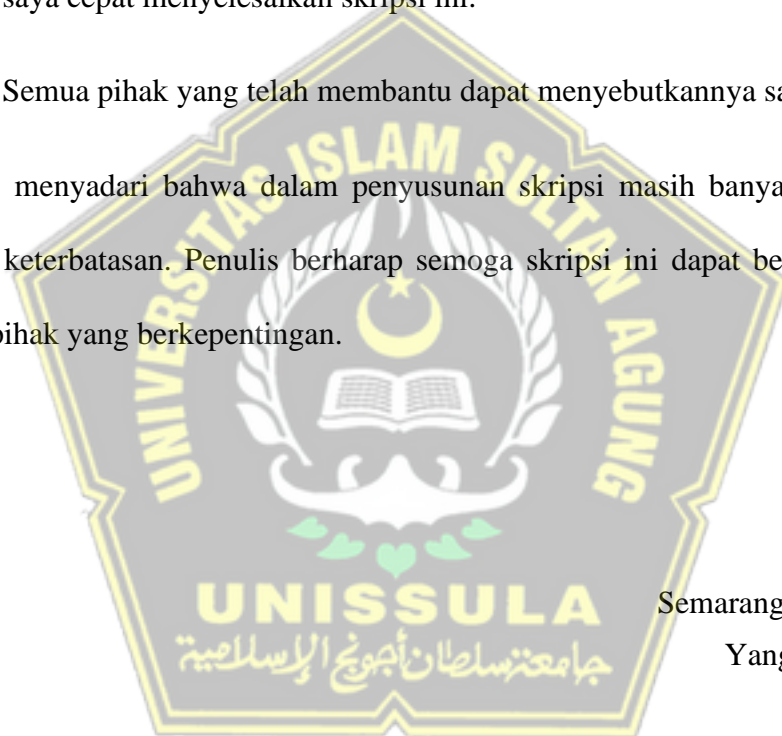 saya cepat menyelesaikan skripsi ini.
Semua pihak yang telah membantu dapat menyebutkannya sa
menyadari bahwa dalam penyusunan skripsi masih banya
keterbatasan. Penulis berharap semoga skripsi ini dapat be
pihak yang berkepentingan.
UNIVERSITAS ISLAM SULTAN AGUNG
UNISSULA
جامعتنسلطان أجونج الإسلامية
Semarang
Yang